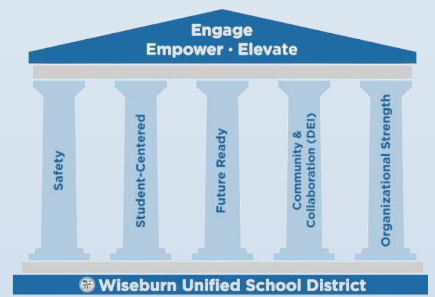 Engage
Empower · Elevate
Safety
Student-Centered
Future Ready
Community &
Collaboration (DEI)
Organizational Strength
Wiseburn Unified School District